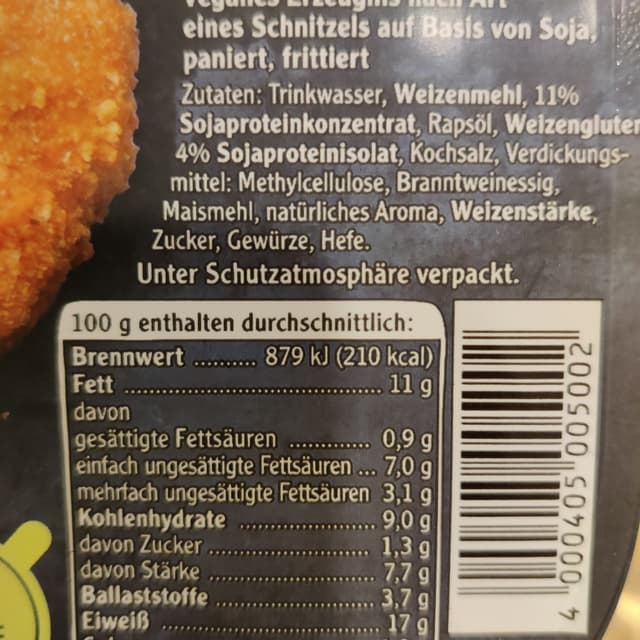 veganes Erzeugnis nach Art
eines Schnitzels auf Basis von Soja,
paniert, frittiert
Zutaten: Trinkwasser, Weizenmehl, 11%
Sojaproteinkonzentrat, Rapsöl, Weizengluten
4% Sojaproteinisolat, Kochsalz, Verdickungs-
mittel: Methylcellulose, Branntweinessig,
Maismehl, natürliches Aroma, Weizenstärke,
Zucker, Gewürze, Hefe.
Unter Schutzatmosphäre verpackt.
100 g enthalten durchschnittlich:
Brennwert .......... 879 kJ (210 kcal)
Fett ........................................ 11 g
davon
gesättigte Fettsäuren ............. 0,9 g
einfach ungesättigte Fettsäuren ... 7,0 g
mehrfach ungesättigte Fettsäuren 3,1 g
Kohlenhydrate ..................... 9,0 g
davon Zucker ......................... 1,3 g
davon Stärke ......................... 7,7 g
Ballaststoffe ......................... 3,7 g
Eiweiß ................................. 17 g
4 000405 005002